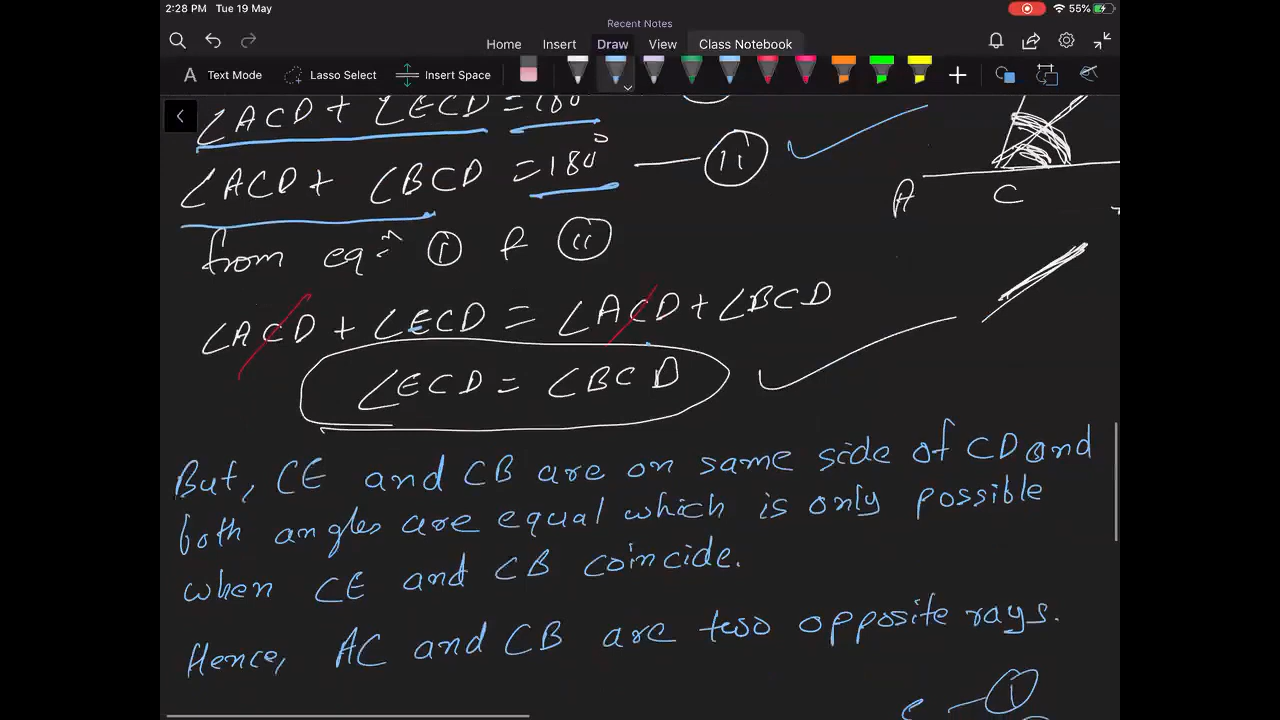 2:28 PM Tue 19 May
55%
Recent Notes
Home Insert Draw View Class Notebook
Text Mode Lasso Select Insert Space
∠ACD + ∠ECD = 180°
∠ACD + ∠BCD = 180° — (ii)
A C
from eqⁿ (i) & (ii)
∠ACD + ∠ECD = ∠ACD + ∠BCD
∠ECD = ∠BCD
But, CE and CB are on same side of CD and
both angles are equal which is only possible
when CE and CB coincide.
Hence, AC and CB are two opposite rays.